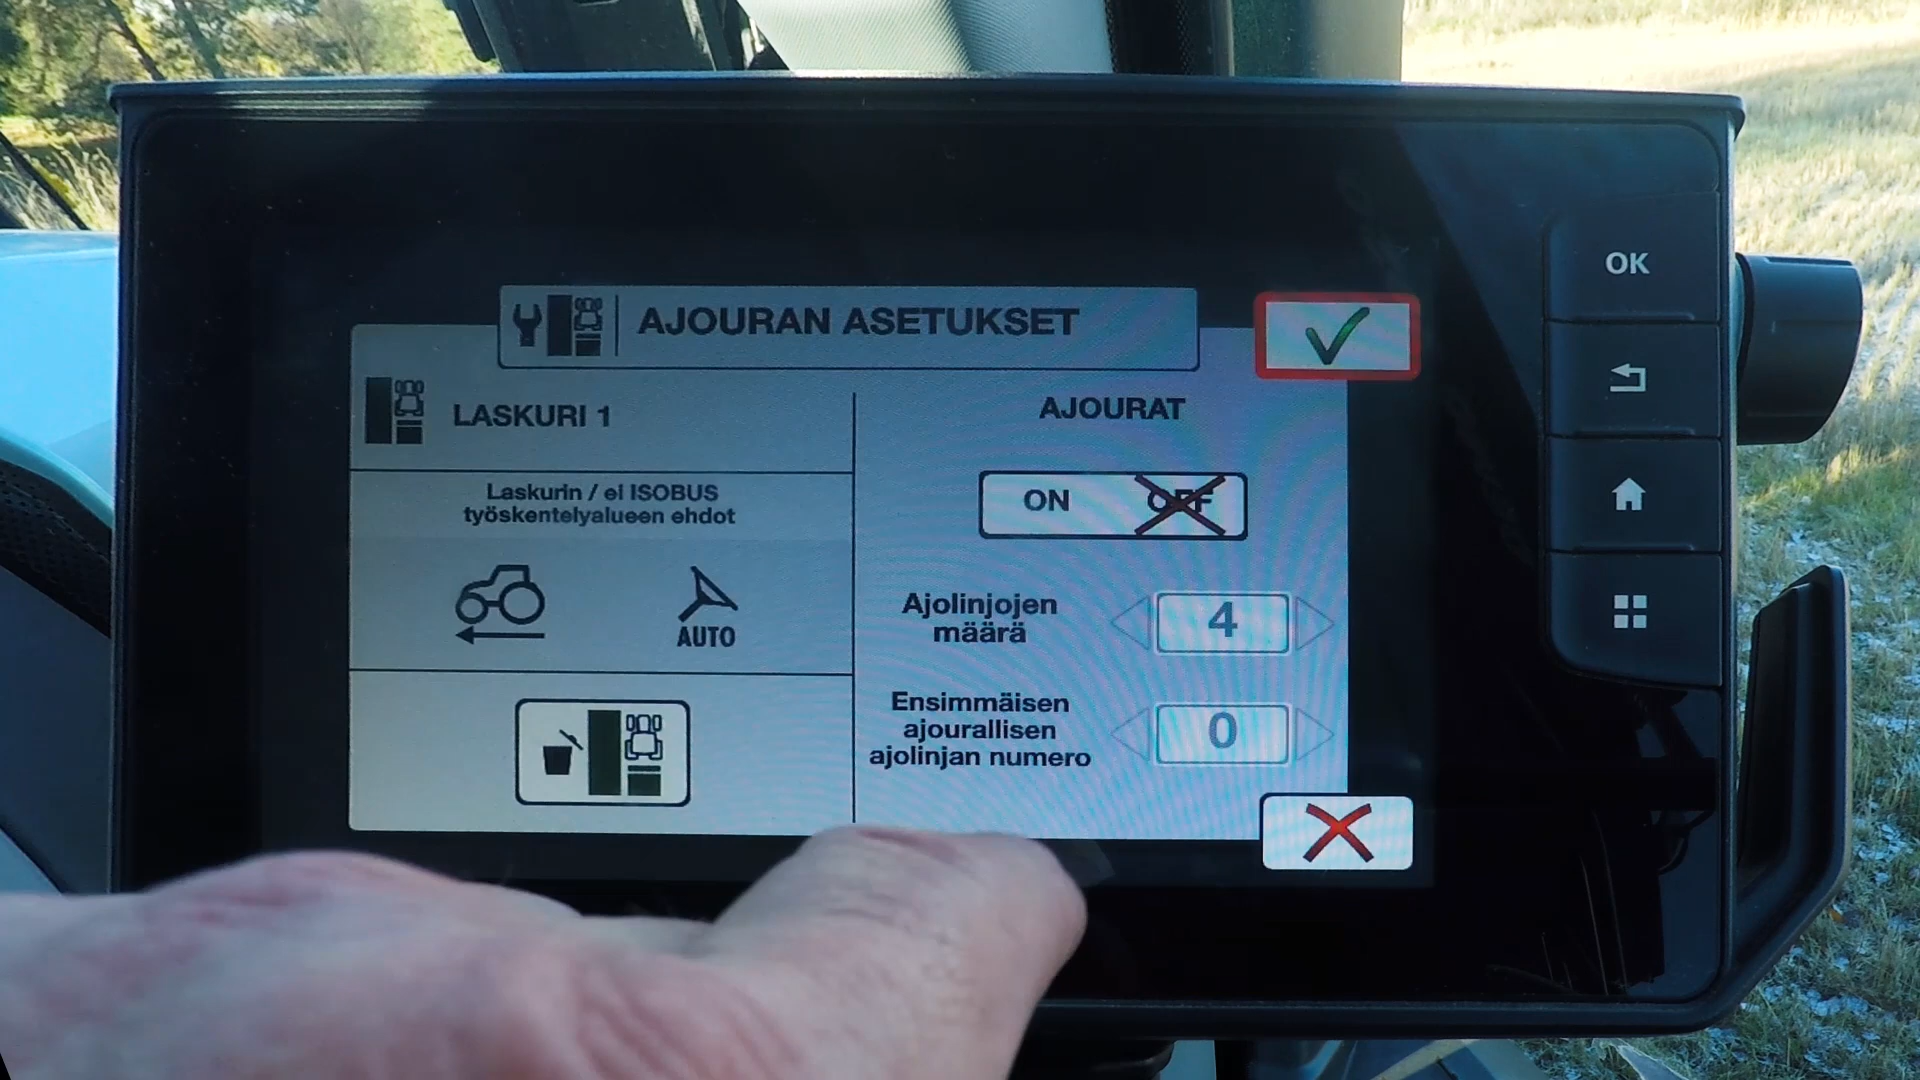 AJOURAN ASETUKSET
LASKURI 1
Laskurin / ei ISOBUS
työskentelyalueen ehdot
AUTO
AJOURAT
ON OFF
Ajolinjojen
määrä
4
Ensimmäisen
ajourallisen
ajolinjan numero
0
OK